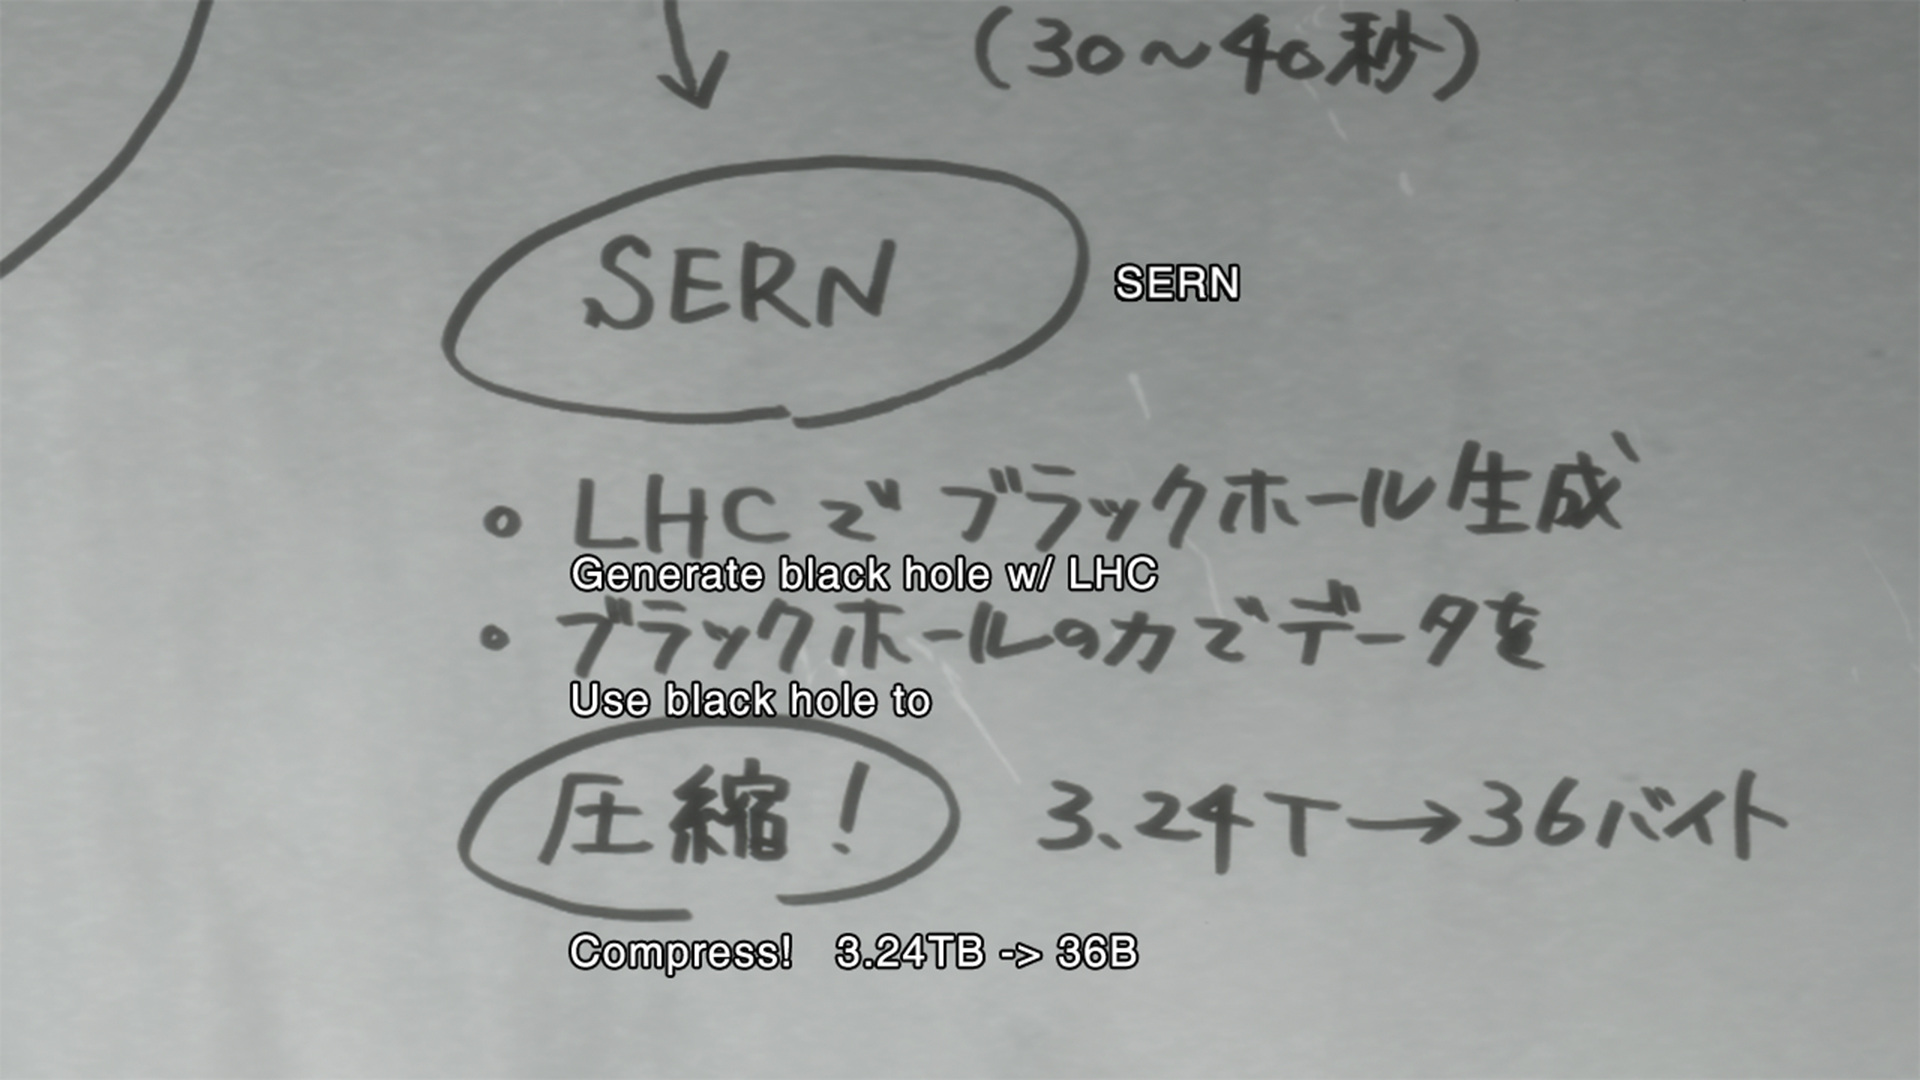 (30～40秒)
SERN
SERN
• LHCでブラックホール生成
Generate black hole w/ LHC
• ブラックホールの力でデータを
Use black hole to
圧縮! 3.24T→36バイト
Compress! 3.24TB -> 36B